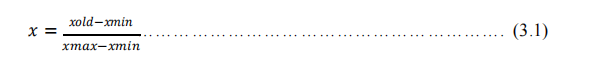 x = xold−xmin / xmax−xmin ……………………………………………………………. (3.1)